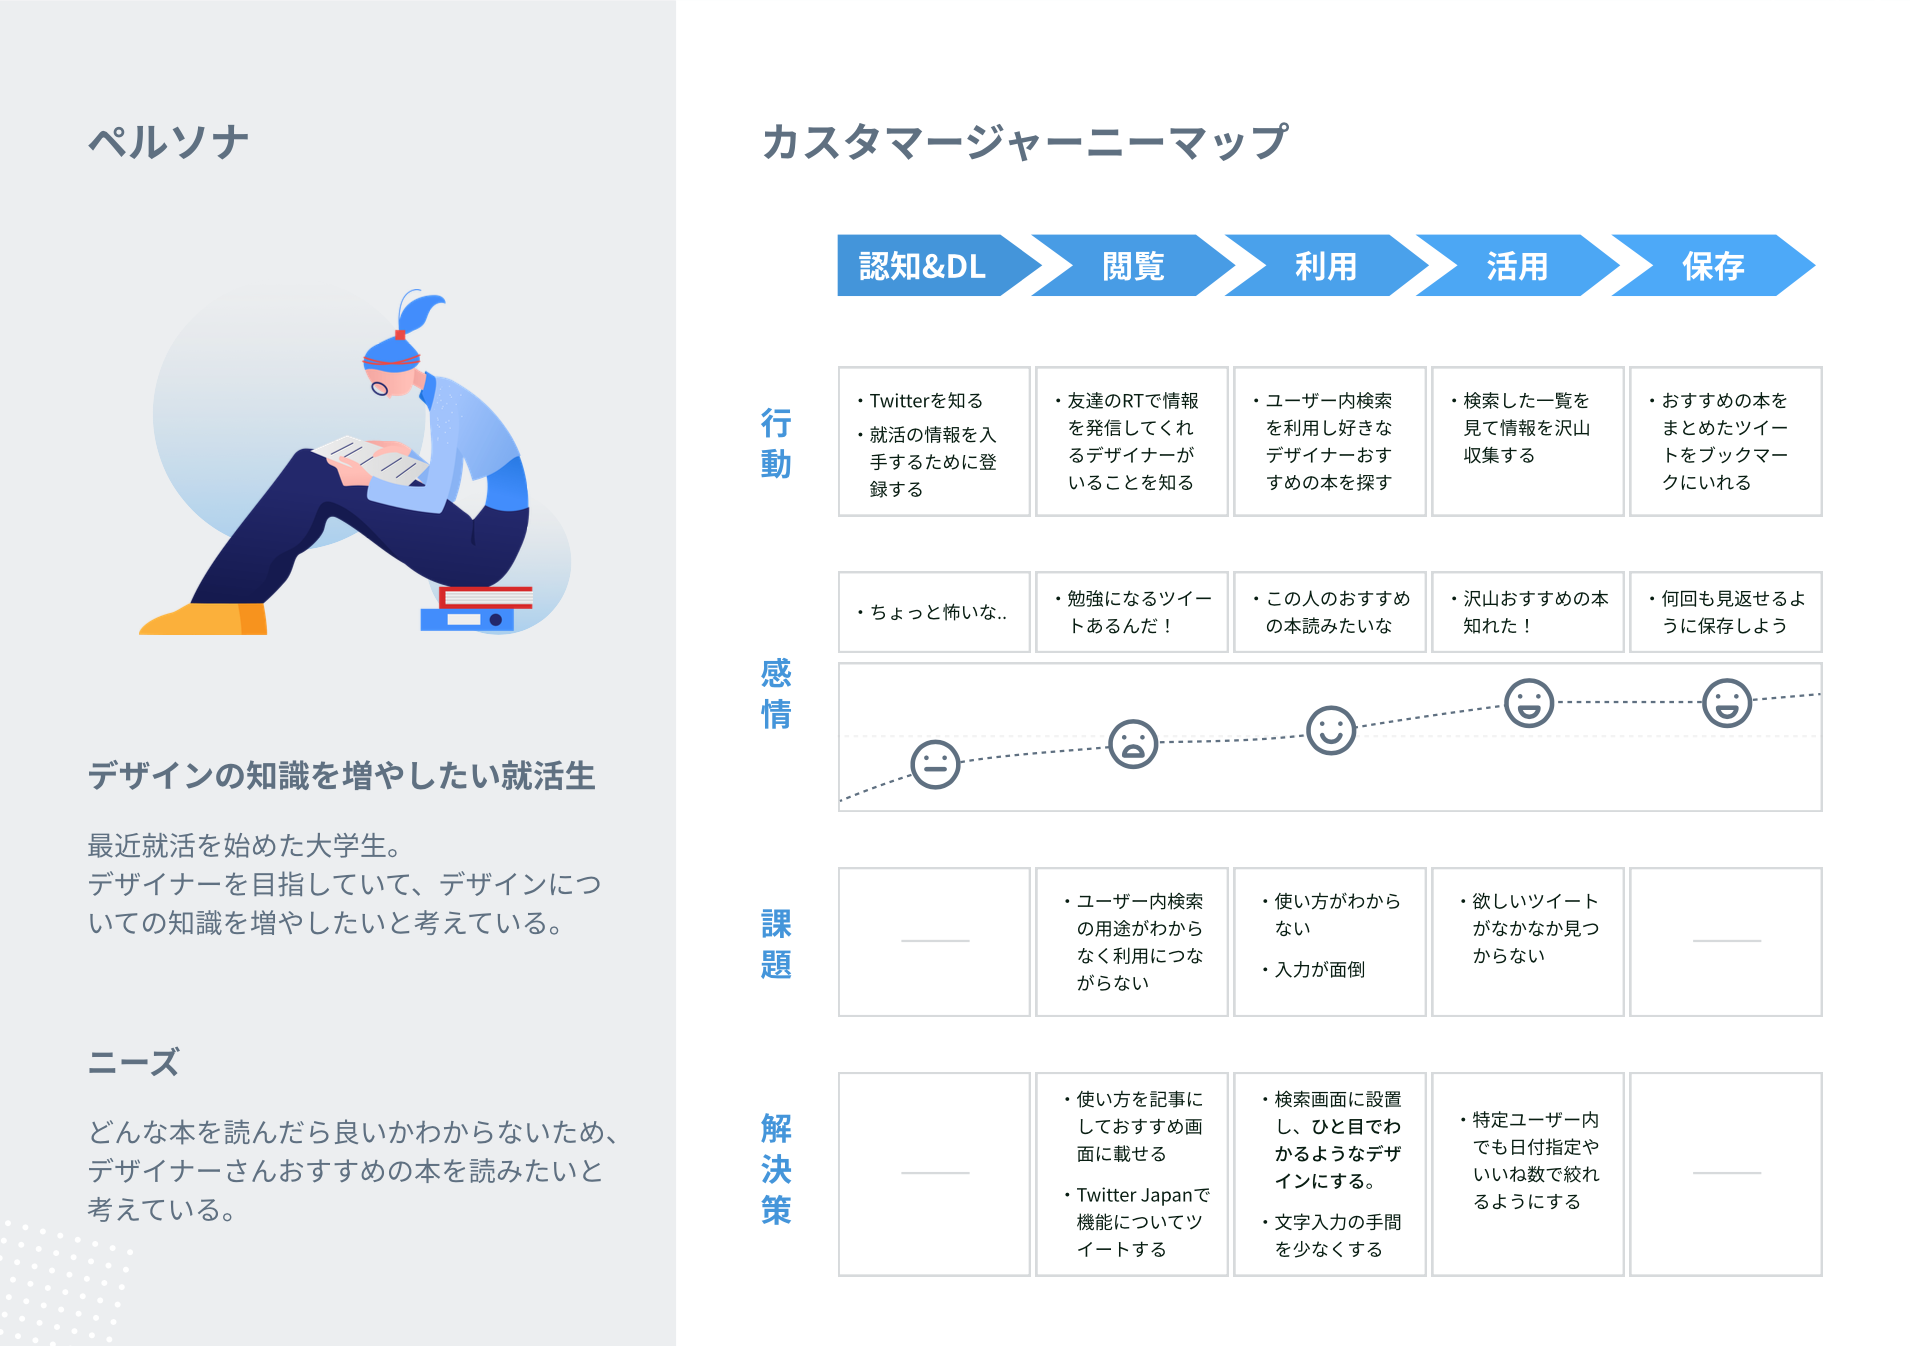 ペルソナ
デザインの知識を増やしたい就活生
最近就活を始めた大学生。
デザイナーを目指していて、デザインにつ
いての知識を増やしたいと考えている。
ニーズ
どんな本を読んだら良いかわからないため、
デザイナーさんおすすめの本を読みたいと
考えている。
カスタマージャーニーマップ
認知&DL
閲覧
利用
活用
保存
行動
・Twitterを知る
・就活の情報を入
手するために登
録する
・友達のRTで情報
を発信してくれ
るデザイナーが
いることを知る
・ユーザー内検索
を利用し好きな
デザイナーおす
すめの本を探す
・検索した一覧を
見て情報を沢山
収集する
・おすすめの本を
まとめたツイー
トをブックマー
クにいれる
感情
・ちょっと怖いな..
・勉強になるツイー
トあるんだ！
・この人のおすすめ
の本読みたいな
・沢山おすすめの本
知れた！
・何回も見返せるよ
うに保存しよう
課題
・ユーザー内検索
の用途がわから
なく利用につな
がらない
・使い方がわから
ない
・入力が面倒
・欲しいツイート
がなかなか見つ
からない
解決策
・使い方を記事に
しておすすめ画
面に載せる
・Twitter Japanで
機能についてツ
イートする
・検索画面に設置
し、ひと目でわ
かるようなデザ
インにする。
・文字入力の手間
を少なくする
・特定ユーザー内
でも日付指定や
いいね数で絞れ
るようにする